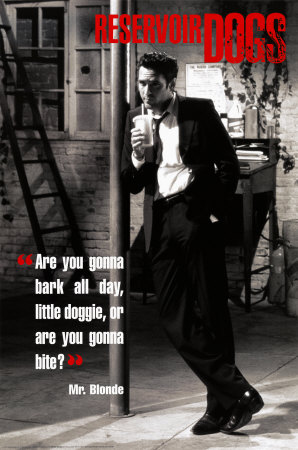 RESERVOIR DOGS
“Are you gonna
bark all day,
little doggie, or
are you gonna
bite?”
Mr. Blonde